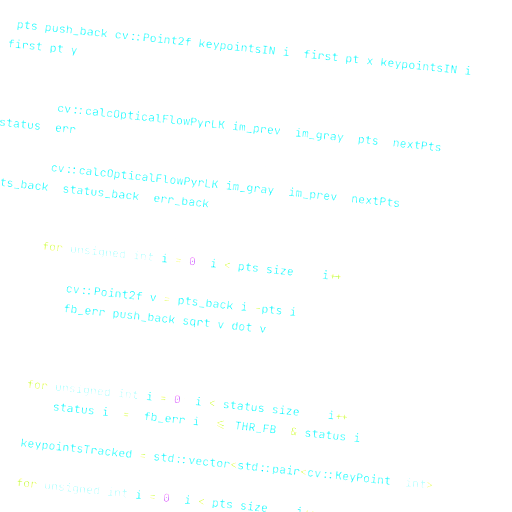 pts push_back cv::Point2f keypointsIN i first pt x keypointsIN i
first pt y
cv::calcOpticalFlowPyrLK im_prev im_gray pts nextPts
status err
cv::calcOpticalFlowPyrLK im_gray im_prev nextPts
ts_back status_back err_back
for unsigned int i = 0 i < pts size i++
cv::Point2f v = pts_back i -pts i
fb_err push_back sqrt v dot v
for unsigned int i = 0 i < status size i++
status i = fb_err i < THR_FB & status i
keypointsTracked = std::vector<std::pair<cv::KeyPoint int>
for unsigned int i = 0 i < pts size